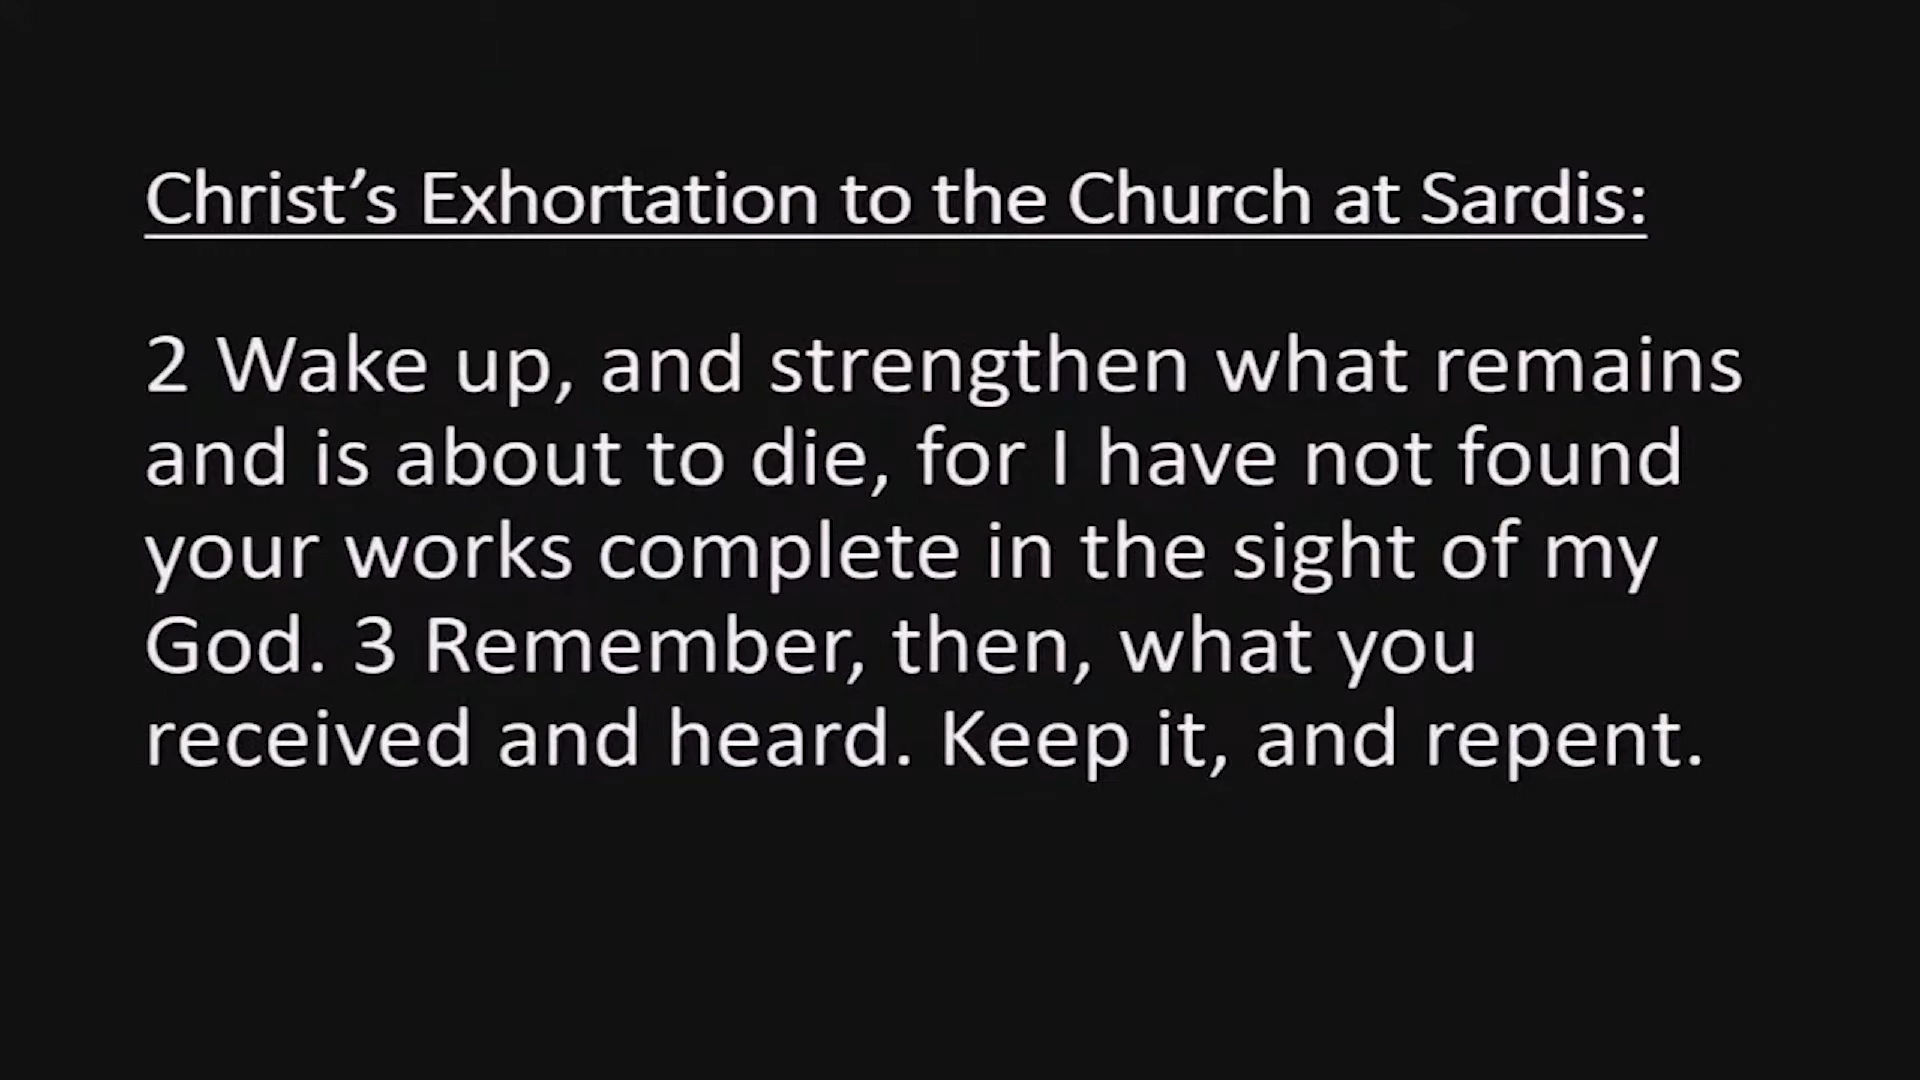 Christ’s Exhortation to the Church at Sardis:
2 Wake up, and strengthen what remains
and is about to die, for I have not found
your works complete in the sight of my
God. 3 Remember, then, what you
received and heard. Keep it, and repent.